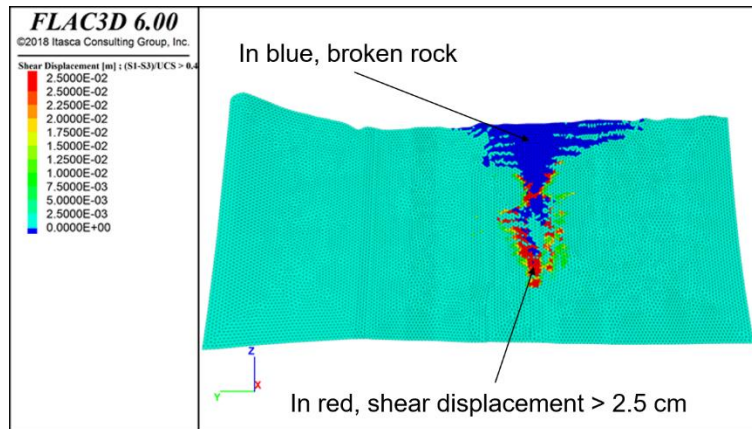 FLAC3D 6.00
©2018 Itasca Consulting Group, Inc.
Shear Displacement [m] ; (S1-S3)/UCS > 0.4
2.5000E-02
2.5000E-02
2.2500E-02
2.0000E-02
1.7500E-02
1.5000E-02
1.2500E-02
1.0000E-02
7.5000E-03
5.0000E-03
2.5000E-03
0.0000E+00
In blue, broken rock
Z
Y
X
In red, shear displacement > 2.5 cm